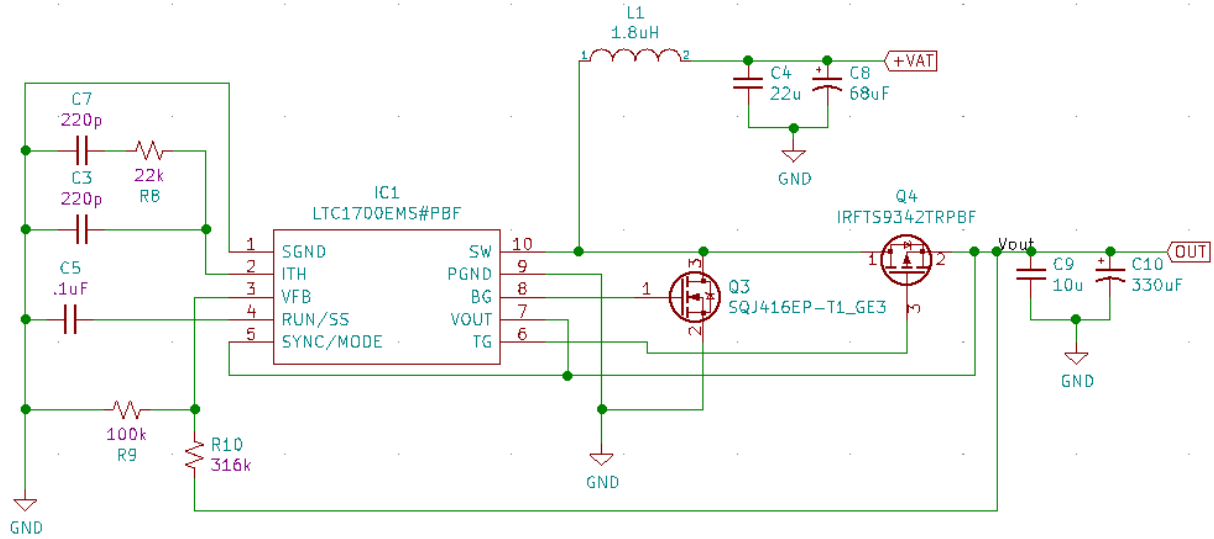 L1
1.8uH
1
2
+VAT
C4
22u
C8
68uF
+
GND
C7
220p
22k
R8
C3
220p
C5
.1uF
IC1
LTC1700EMS#PBF
1 SGND
2 ITH
3 VFB
4 RUN/SS
5 SYNC/MODE
SW 10
PGND 9
BG 8
VOUT 7
TG 6
Q4
IRFTS9342TRPBF
1
2
3
Q3
SQJ416EP-T1_GE3
1
3
2
Vout
OUT
C9
10u
C10
330uF
+
GND
100k
R9
R10
316k
GND
GND